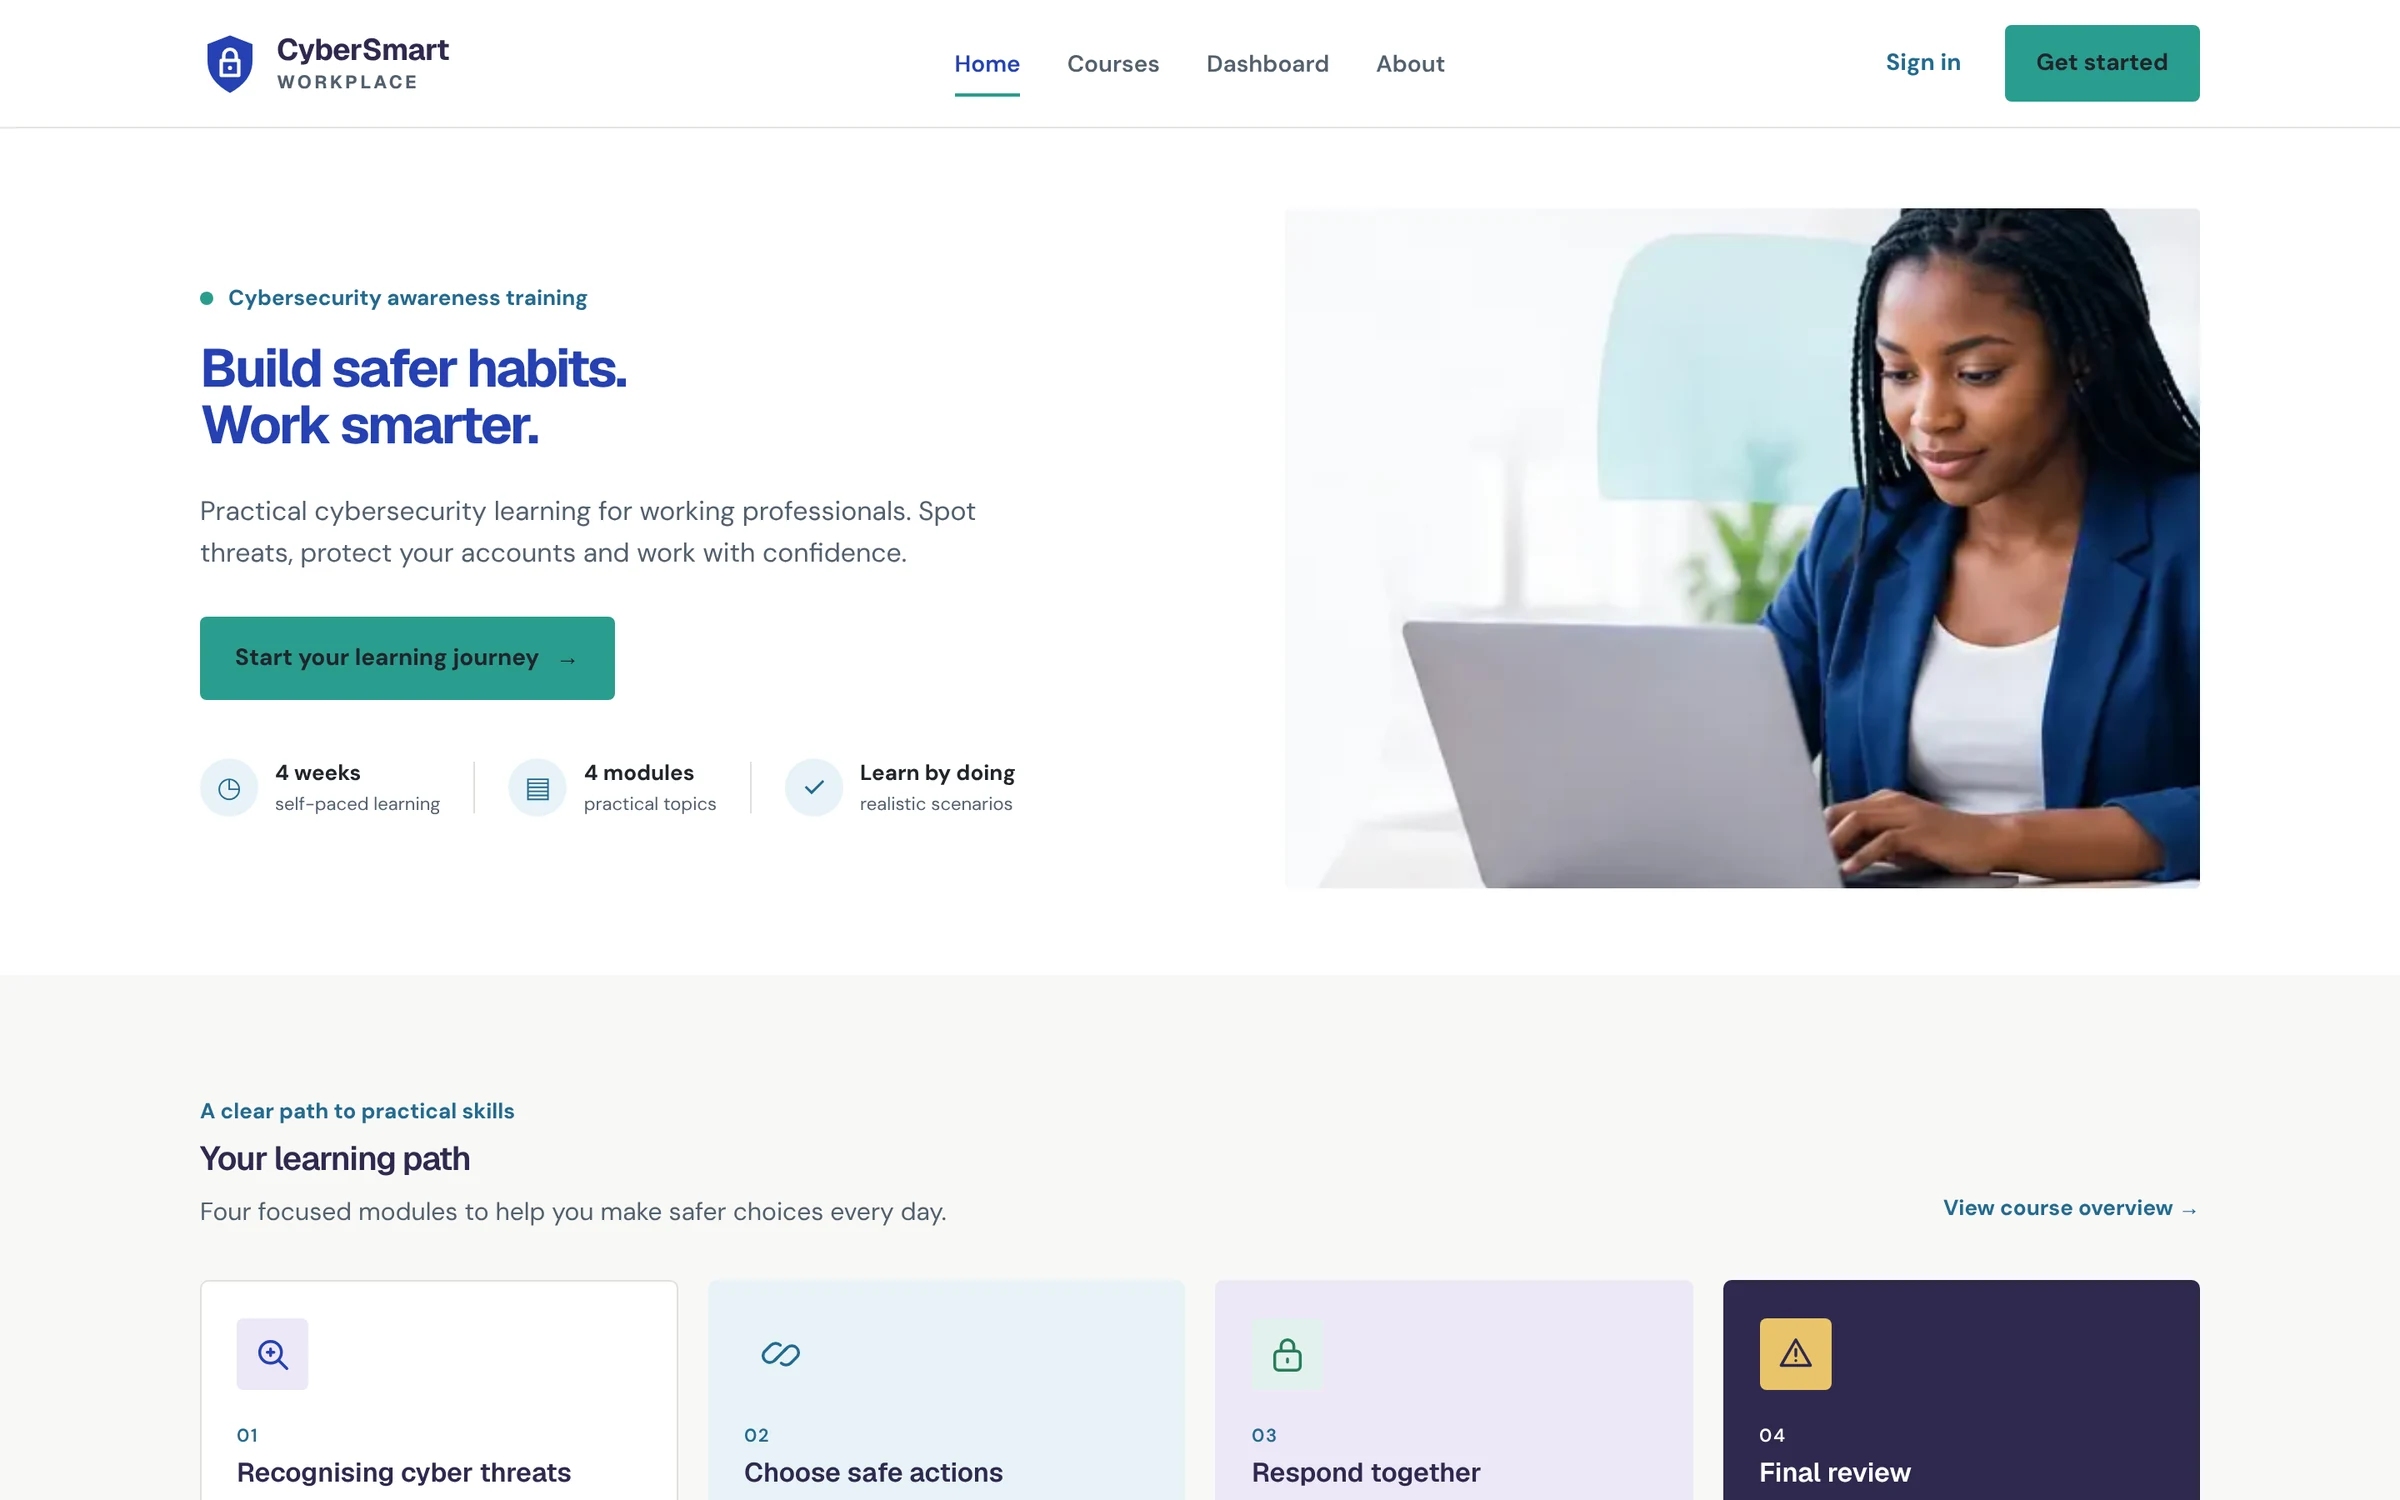 CyberSmart
WORKPLACE
Home
Courses
Dashboard
About
Sign in
Get started
Cybersecurity awareness training
Build safer habits.
Work smarter.
Practical cybersecurity learning for working professionals. Spot
threats, protect your accounts and work with confidence.
Start your learning journey →
4 weeks
self-paced learning
4 modules
practical topics
Learn by doing
realistic scenarios
A clear path to practical skills
Your learning path
Four focused modules to help you make safer choices every day.
View course overview →
01
Recognising cyber threats
02
Choose safe actions
03
Respond together
04
Final review